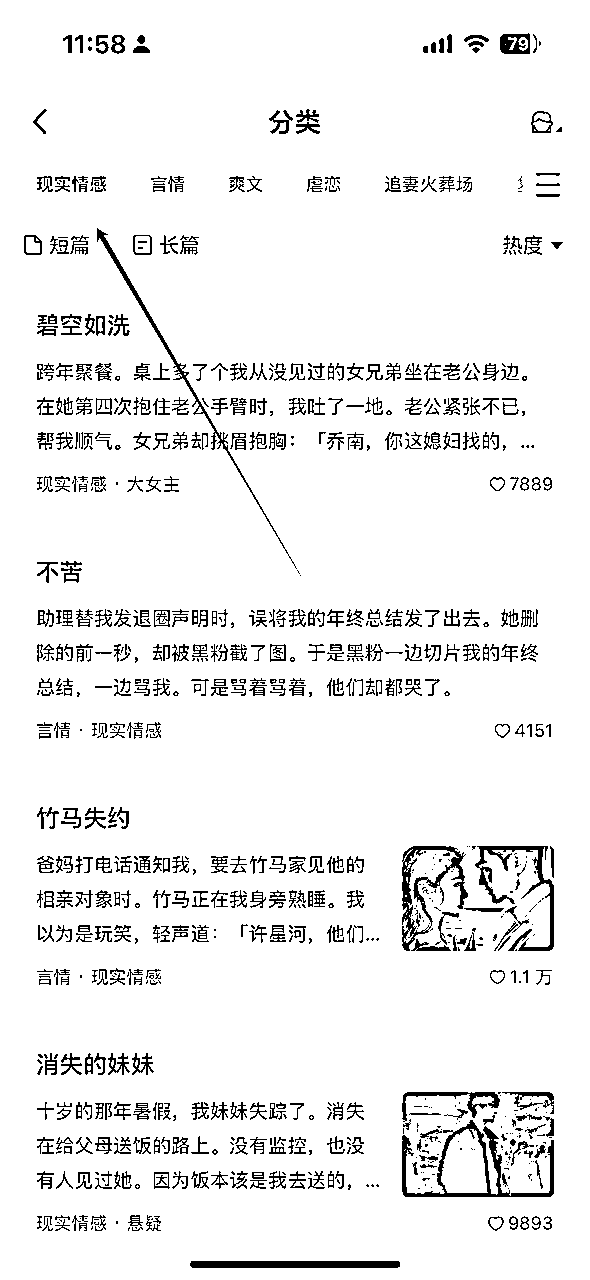 11:58
79
分类
现实情感 言情 爽文 虐恋 追妻火葬场
短篇 长篇 热度
碧空如洗
跨年聚餐。桌上多了个我从没见过的女兄弟坐在老公身边。
在她第四次抱住老公手臂时，我吐了一地。老公紧张不已，
帮我顺气。女兄弟却挑眉抱胸：「乔南，你这媳妇找的，...
现实情感 · 大女主 7889
不苦
助理替我发退圈声明时，误将我的年终总结发了出去。她删
除的前一秒，却被黑粉截了图。于是黑粉一边切片我的年终
总结，一边骂我。可是骂着骂着，他们却都哭了。
言情 · 现实情感 4151
竹马失约
爸妈打电话通知我，要去竹马家见他的
相亲对象时。竹马正在我身旁熟睡。我
以为是玩笑，轻声道：「许星河，他们...
言情 · 现实情感 1.1 万
消失的妹妹
十岁的那年暑假，我妹妹失踪了。消失
在给父母送饭的路上。没有监控，也没
有人见过她。因为饭本该是我去送的，...
现实情感 · 悬疑 9893